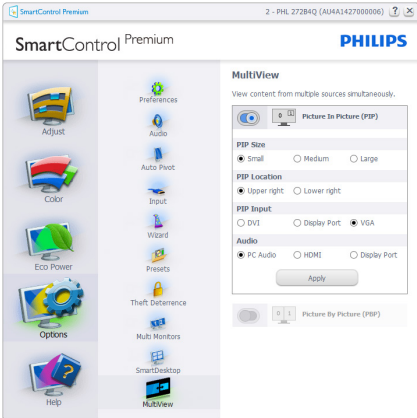 SmartControl Premium
2 - PHL 272B4Q (AU4A1427000006) ? X
SmartControl Premium
PHILIPS
Adjust
Color
Eco Power
Options
Help
Preferences
Audio
Auto Pivot
Input
Wizard
Presets
Theft Deterrence
Multi Monitors
SmartDesktop
MultiView
MultiView
View content from multiple sources simultaneously.
Picture In Picture (PIP)
PIP Size
Small Medium Large
PIP Location
Upper right Lower right
PIP Input
DVI Display Port VGA
Audio
PC Audio HDMI Display Port
Apply
Picture By Picture (PBP)